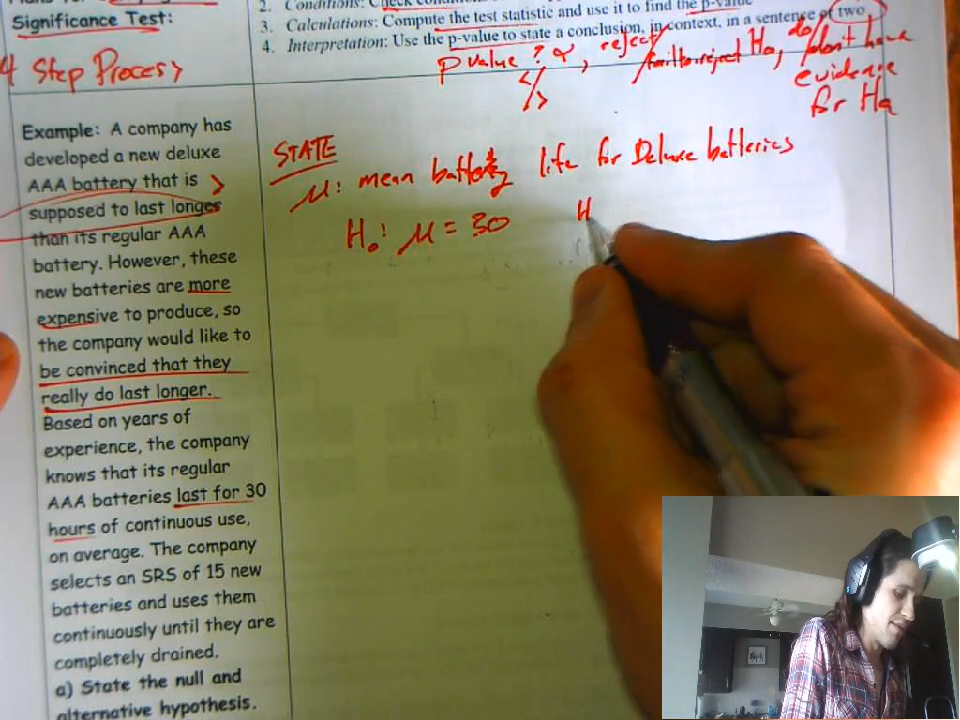 2. Conditions: Check
Significance Test:
3. Calculations: Compute the test statistic and use it to find the p-value
4. Interpretation: Use the p-value to state a conclusion, in context, in a sentence or two
4 Step Process
p value ? α, reject/fail to reject H₀, do/don't have
</>
evidence
for Ha
Example: A company has
developed a new deluxe
AAA battery that is >
supposed to last longer
than its regular AAA
battery. However, these
new batteries are more
expensive to produce, so
the company would like to
be convinced that they
really do last longer.
Based on years of
experience, the company
knows that its regular
AAA batteries last for 30
hours of continuous use,
on average. The company
selects an SRS of 15 new
batteries and uses them
continuously until they are
completely drained.
a) State the null and
alternative hypothesis.
STATE
μ: mean battery life for Deluxe batteries
H₀: μ = 30 H